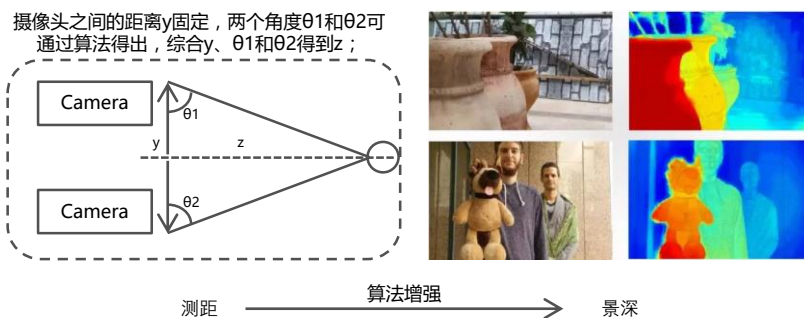 摄像头之间的距离y固定，两个角度θ1和θ2可
通过算法得出，综合y、θ1和θ2得到z；
Camera
θ1
y
z
θ2
Camera
算法增强
测距
景深